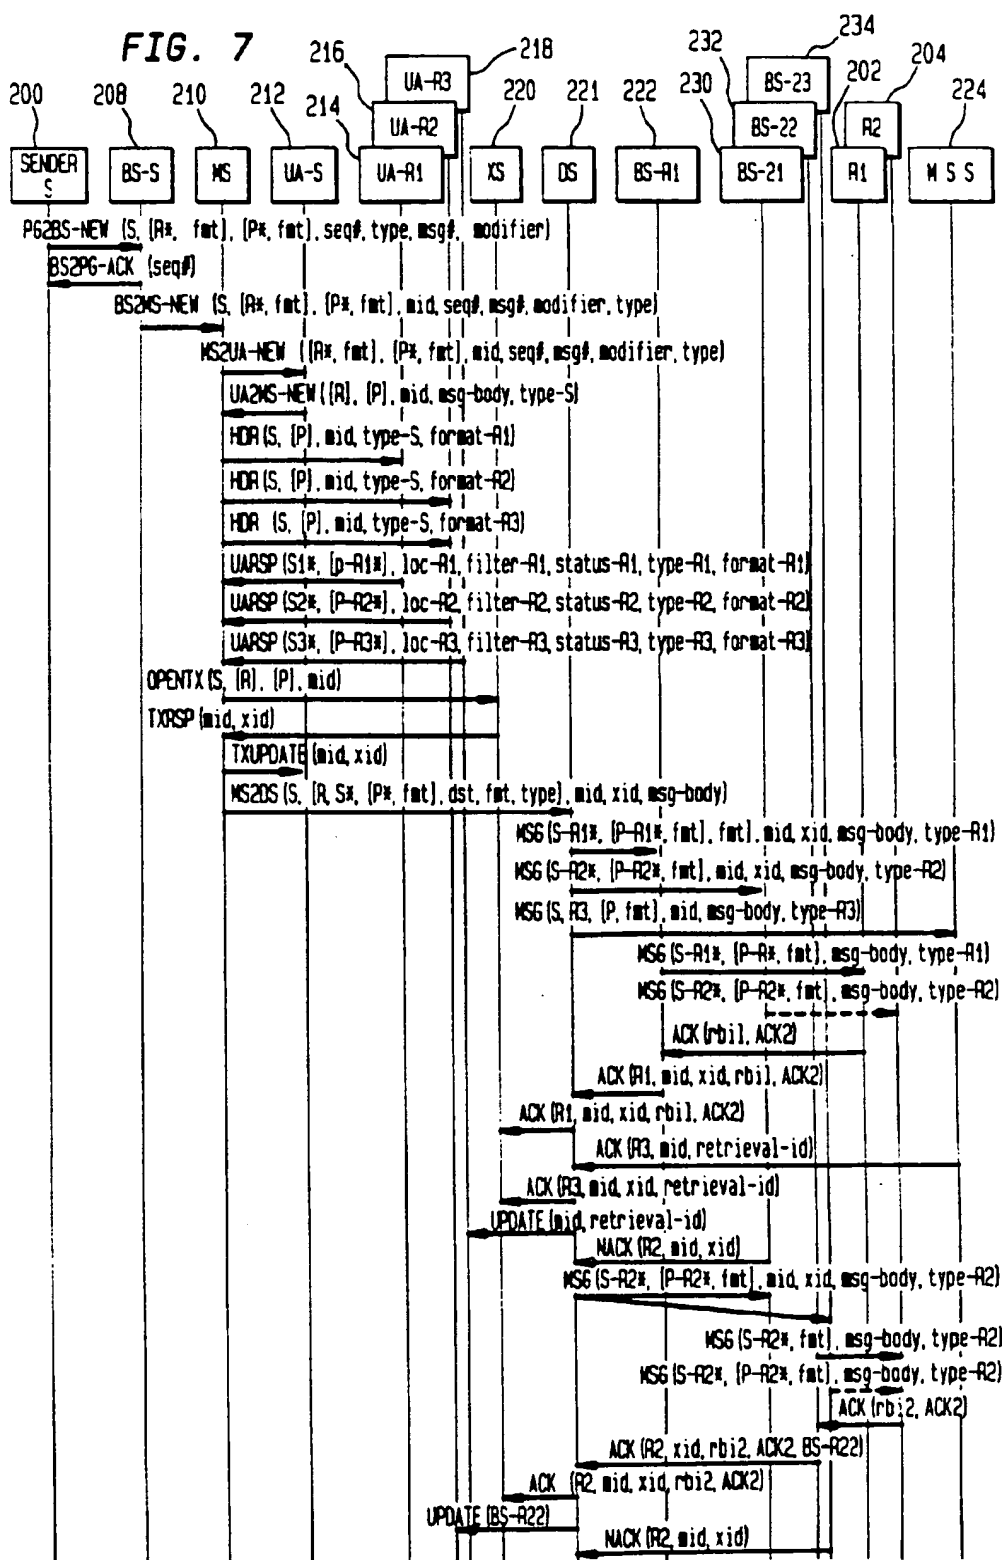 FIG. 7
200
208
210
212
216
214
218
220
221
222
232
230
234
202
204
224
UA-R3
UA-R2
UA-R1
BS-23
BS-22
BS-21
R2
R1
SENDER
S
BS-S
MS
UA-S
XS
DS
BS-R1
M S S
PG2BS-NEW (S, [R*, fmt], [P*, fmt], seq#, type, msg#, modifier)
BS2PG-ACK (seq#)
BS2MS-NEW (S, [R*, fmt], [P*, fmt], mid, seq#, msg#, modifier, type)
MS2UA-NEW ([R*, fmt], [P*, fmt], mid, seq#, msg#, modifier, type)
UA2MS-NEW ([R], [P], mid, msg-body, type-S)
HDR (S, [P], mid, type-S, format-R1)
HDR (S, [P], mid, type-S, format-R2)
HDR (S, [P], mid, type-S, format-R3)
UARSP (S1*, [p-R1*], loc-R1, filter-R1, status-R1, type-R1, format-R1)
UARSP (S2*, [P-R2*], loc-R2, filter-R2, status-R2, type-R2, format-R2)
UARSP (S3*, [P-R3*], loc-R3, filter-R3, status-R3, type-R3, format-R3)
OPENTX (S, [R], [P], mid)
TXRSP (mid, xid)
TXUPDATE (mid, xid)
MS2DS (S, [R, S*, [P*, fmt], dst, fmt, type], mid, xid, msg-body)
MSG (S-R1*, [P-R1*, fmt], fmt], mid, xid, msg-body, type-R1)
MSG (S-R2*, [P-R2*, fmt], mid, xid, msg-body, type-R2)
MSG (S, R3, [P, fmt], mid, msg-body, type-R3)
MSG (S-R1*, [P-R*, fmt], msg-body, type-R1)
MSG (S-R2*, [P-R2*, fmt], msg-body, type-R2)
ACK (rbi1, ACK2)
ACK (R1, mid, xid, rbi1, ACK2)
ACK (R1, mid, xid, rbi1, ACK2)
ACK (R3, mid, retrieval-id)
ACK (R3, mid, xid, retrieval-id)
UPDATE (mid, retrieval-id)
NACK (R2, mid, xid)
MSG (S-R2*, [P-R2*, fmt], mid, xid, msg-body, type-R2)
MSG (S-R2*, fmt], msg-body, type-R2)
MSG (S-R2*, [P-R2*, fmt], msg-body, type-R2)
ACK (rbi2, ACK2)
ACK (R2, xid, rbi2, ACK2, BS-R22)
ACK (R2, mid, xid, rbi2, ACK2)
UPDATE (BS-R22)
NACK (R2, mid, xid)